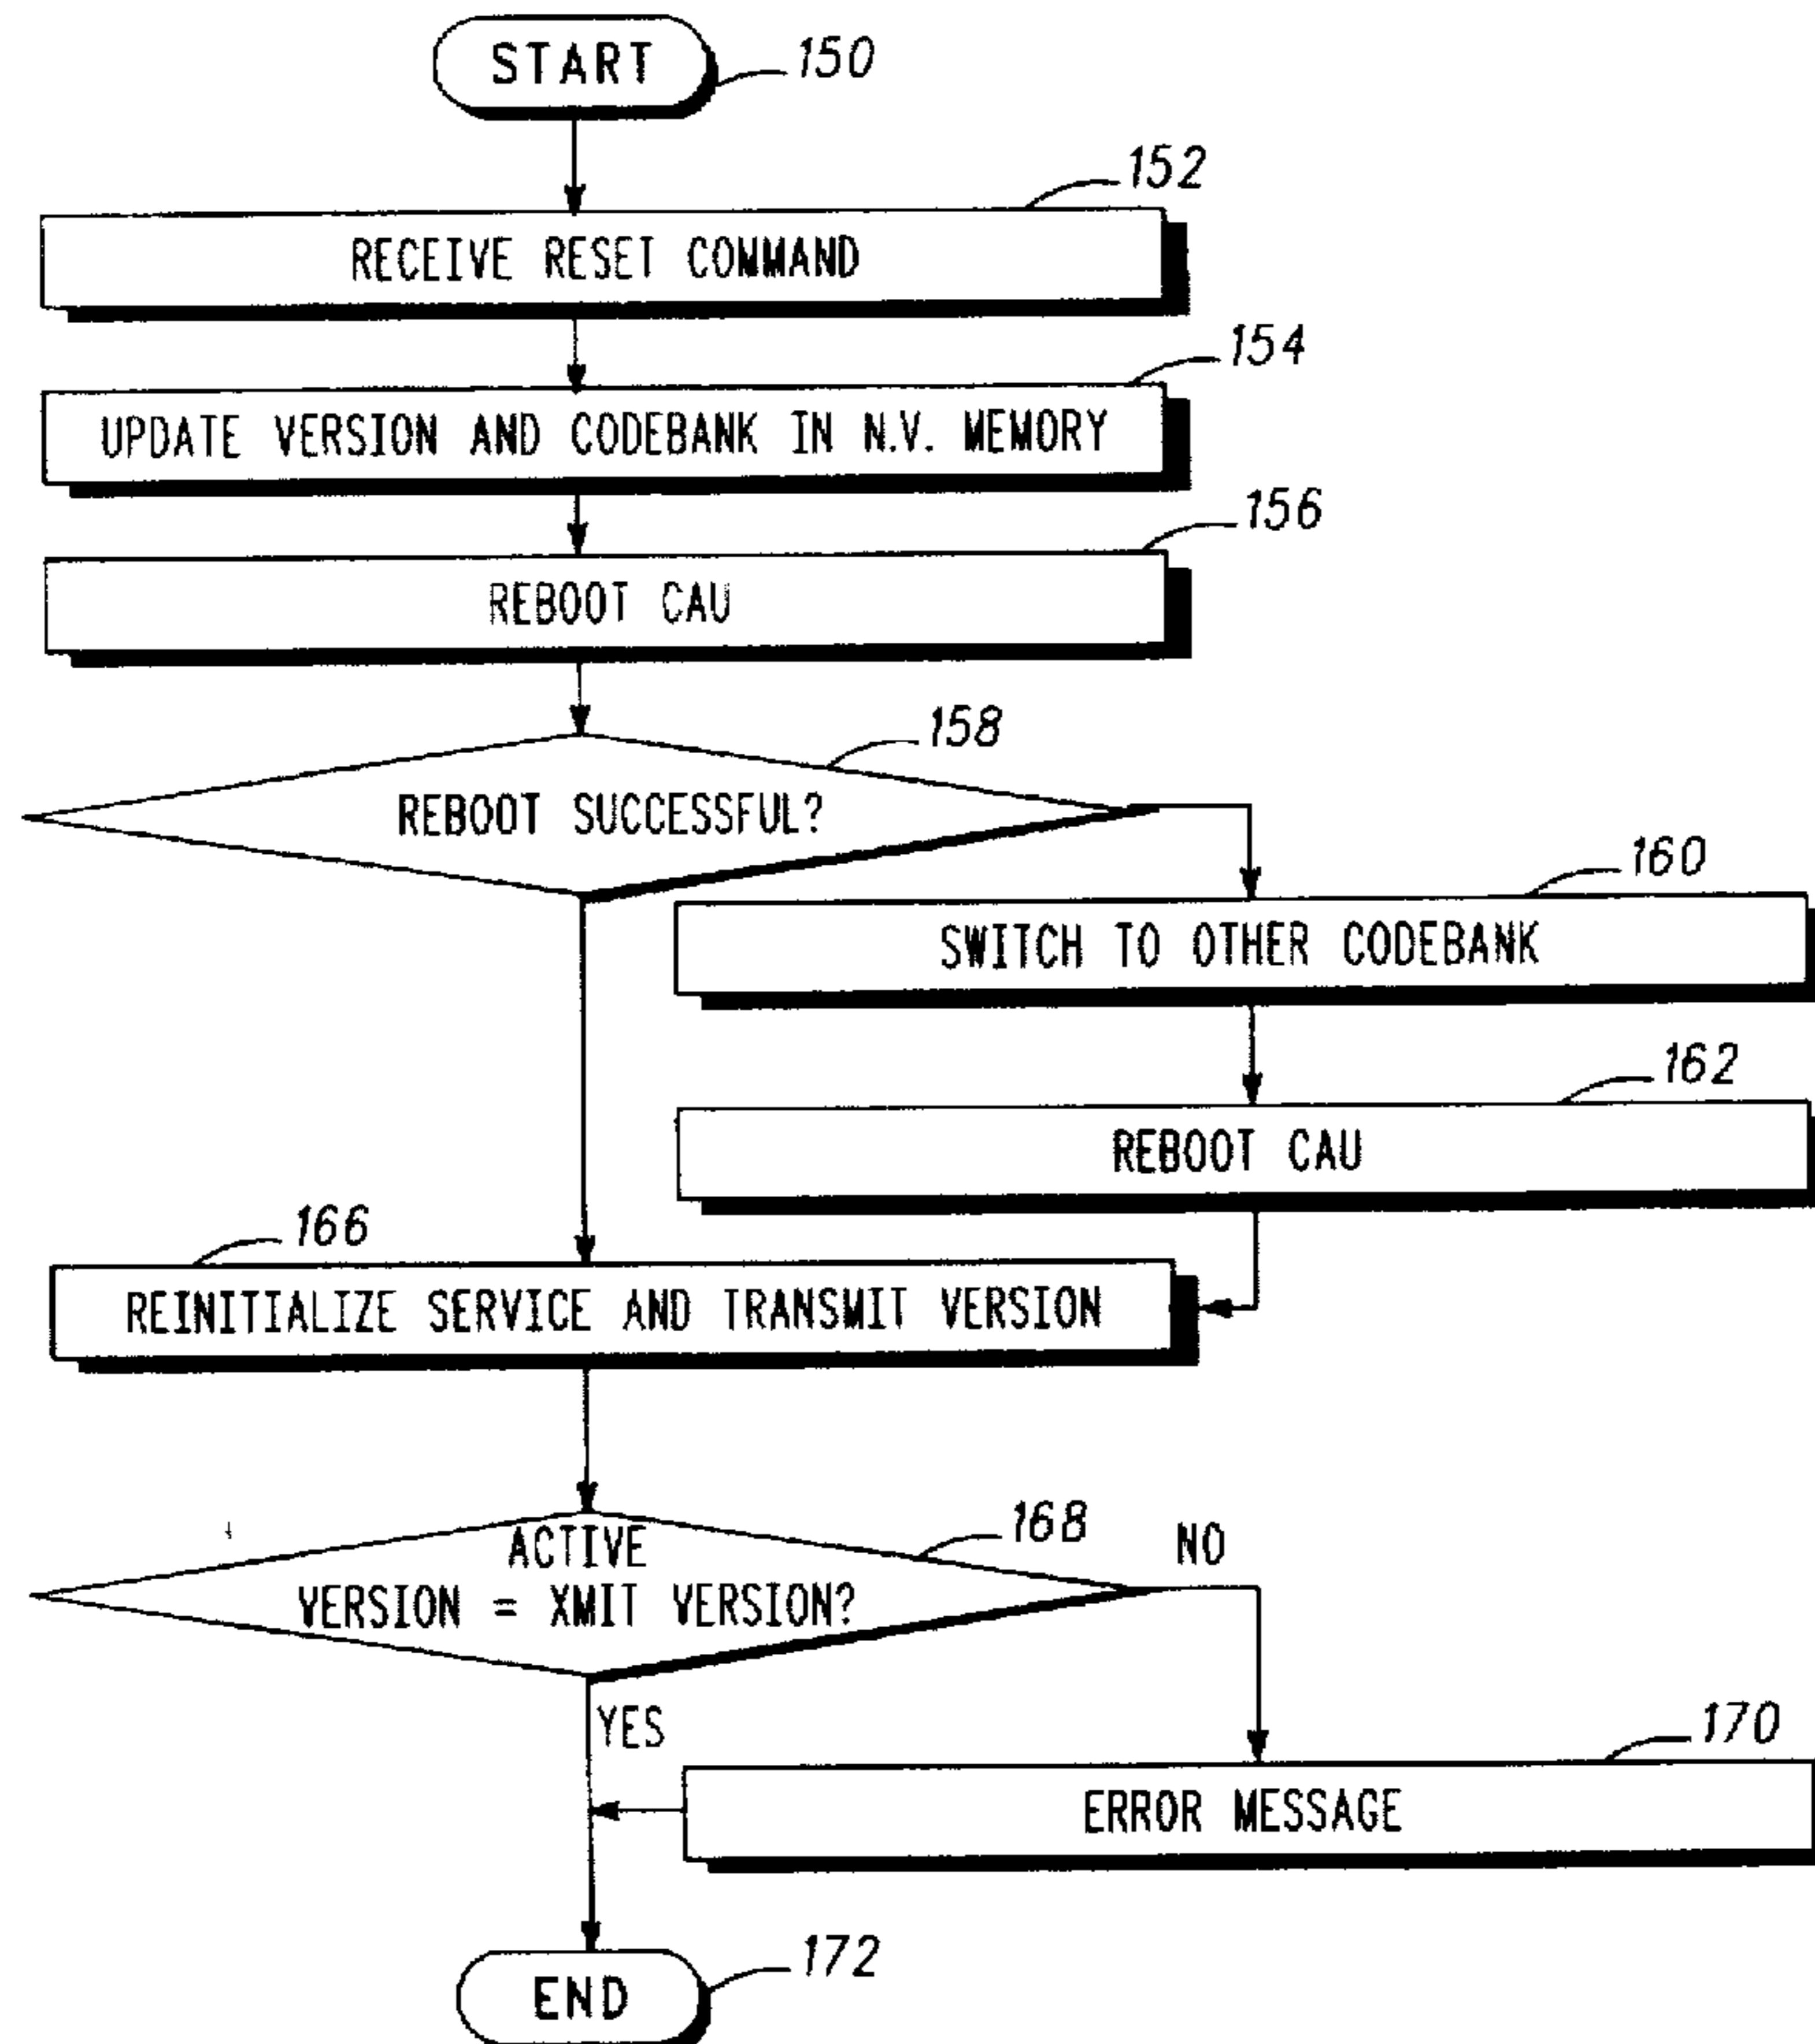 START
150
152
RECEIVE RESET COMMAND
154
UPDATE VERSION AND CODEBANK IN N.V. MEMORY
156
REBOOT CAU
158
REBOOT SUCCESSFUL?
160
SWITCH TO OTHER CODEBANK
162
REBOOT CAU
166
REINITIALIZE SERVICE AND TRANSMIT VERSION
168
ACTIVE
VERSION = XMIT VERSION?
NO
YES
170
ERROR MESSAGE
172
END